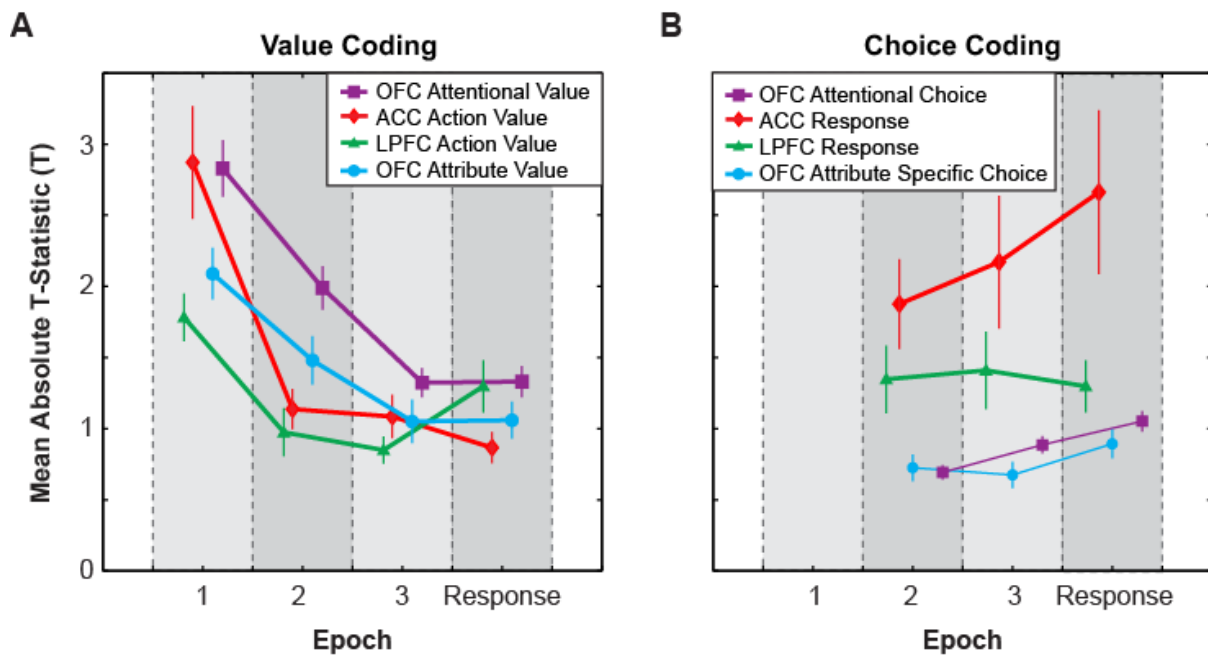 A
Value Coding
OFC Attentional Value
ACC Action Value
LPFC Action Value
OFC Attribute Value
Mean Absolute T-Statistic (T)
3
2
1
0
1 2 3 Response
Epoch
B
Choice Coding
OFC Attentional Choice
ACC Response
LPFC Response
OFC Attribute Specific Choice
1 2 3 Response
Epoch